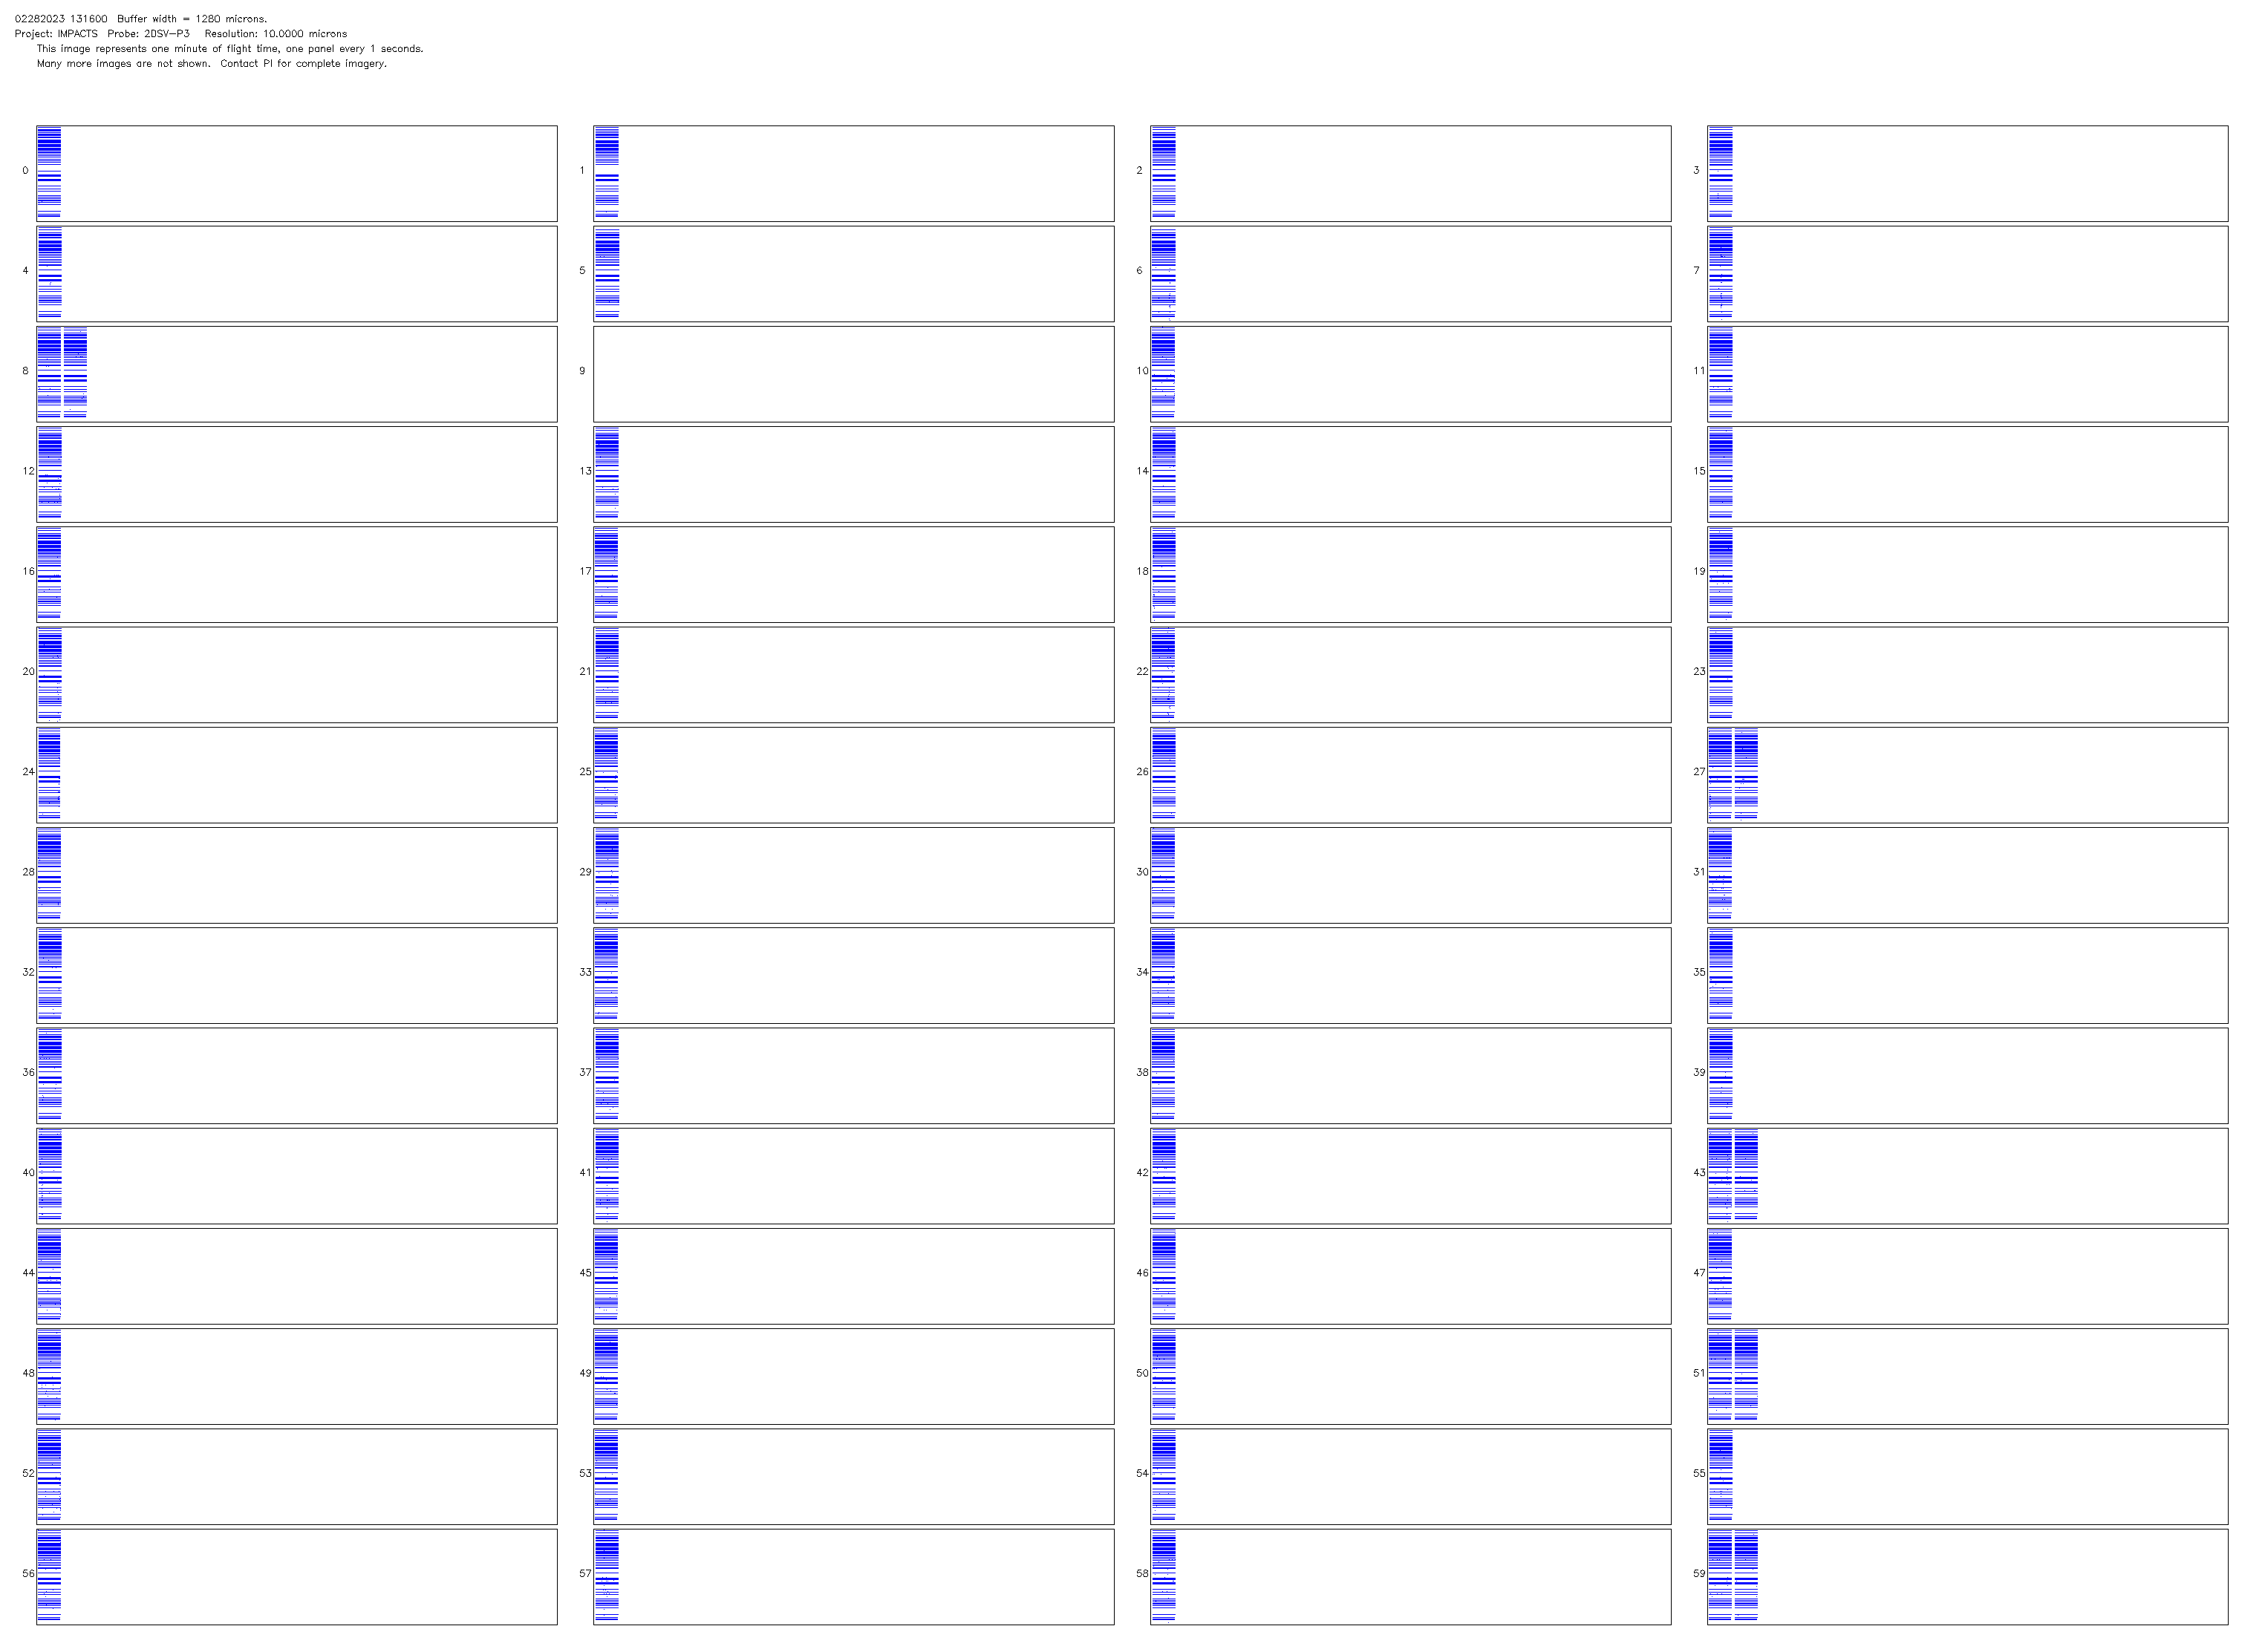 02282023 131600  Buffer width = 1280 microns.
Project: IMPACTS  Probe: 2DSV-P3   Resolution: 10.0000 microns
This image represents one minute of flight time, one panel every 1 seconds.
Many more images are not shown.  Contact PI for complete imagery.
0 1 2 3
4 5 6 7
8 9 10 11
12 13 14 15
16 17 18 19
20 21 22 23
24 25 26 27
28 29 30 31
32 33 34 35
36 37 38 39
40 41 42 43
44 45 46 47
48 49 50 51
52 53 54 55
56 57 58 59